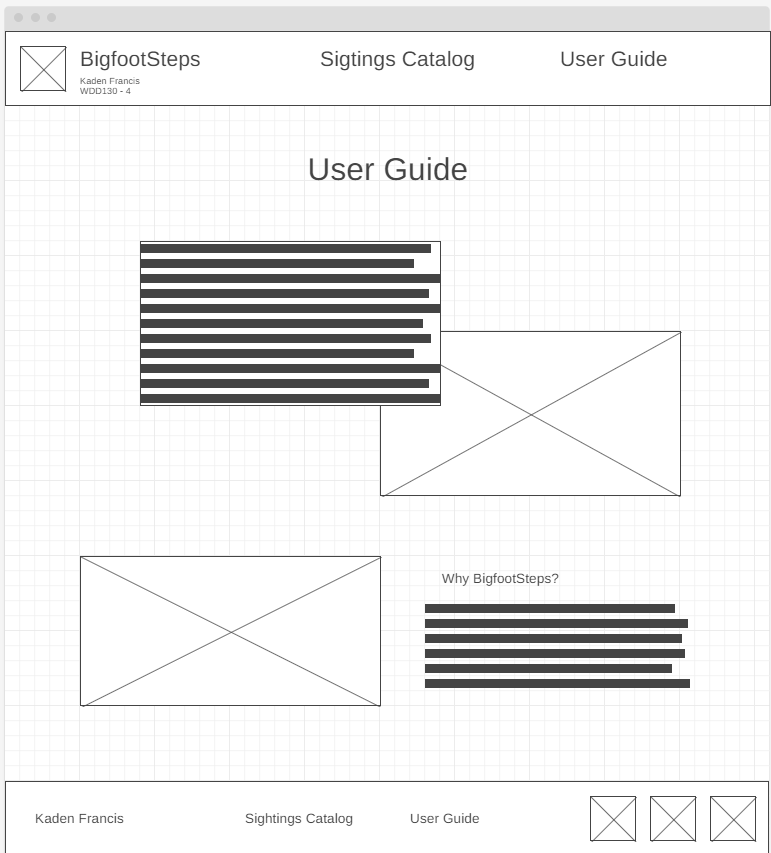 BigfootSteps
Sigtings Catalog
User Guide
Kaden Francis
WDD130 - 4
User Guide
Why BigfootSteps?
Kaden Francis
Sightings Catalog
User Guide